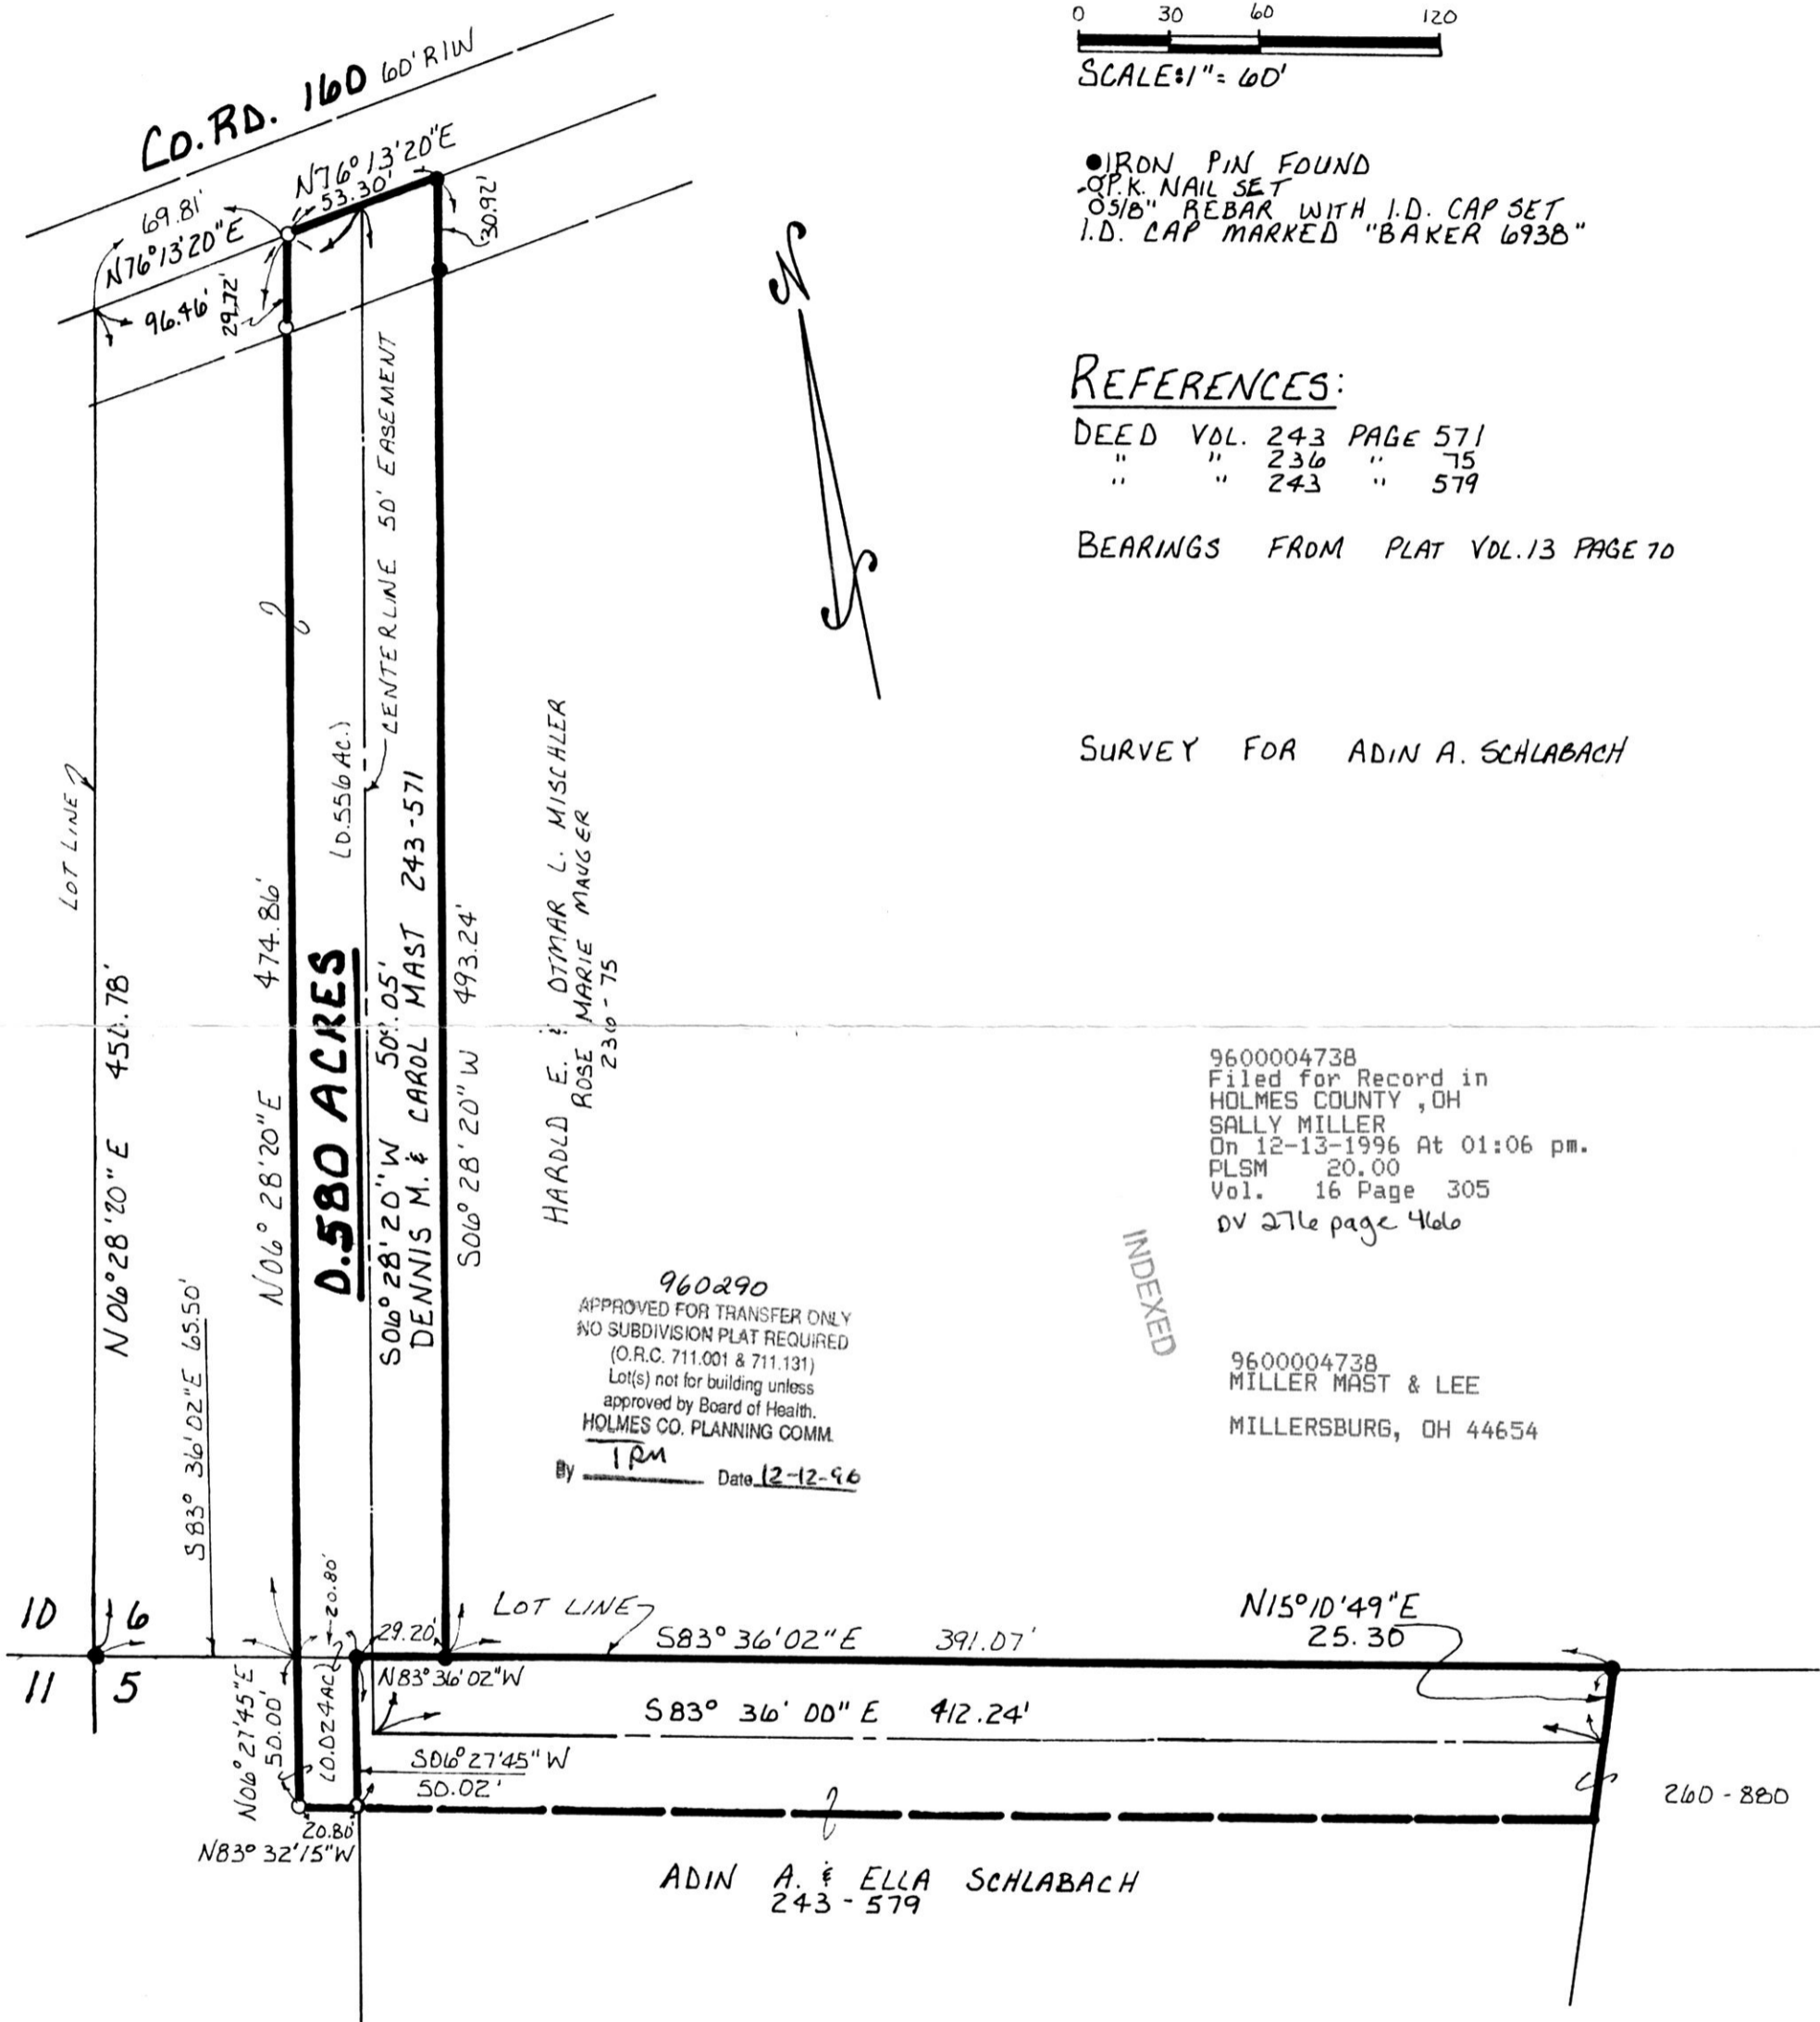 0 30 60 120
SCALE: 1" = 60'
CO. RD. 160 60' R/W
N76° 13' 20" E
53.30'
30.92'
69.81'
N76° 13' 20" E
96.46'
29.72'
IRON PIN FOUND
P.K. NAIL SET
5/8" REBAR WITH I.D. CAP SET
I.D. CAP MARKED "BAKER 6938"
N
S
REFERENCES:
DEED VOL. 243 PAGE 571
" " 236 " 75
" " 243 " 579
BEARINGS FROM PLAT VOL. 13 PAGE 70
SURVEY FOR ADIN A. SCHLABACH
LOT LINE
N06° 28' 20" E
S83° 36' 02" E 65.50'
N06° 28' 20" E 474.86'
0.580 ACRES
(0.556 AC.)
CENTERLINE 50' EASEMENT
S06° 28' 20" W
DENNIS M. & CAROL MAST 243-571
S06° 28' 20" W 493.24'
HAROLD E. & OTMAR L. MISCHLER
ROSE MARIE MAUGER
236-75
9600004738
Filed for Record in
HOLMES COUNTY ,OH
SALLY MILLER
On 12-13-1996 At 01:06 pm.
PLSM 20.00
Vol. 16 Page 305
DV 276 page 466
INDEXED
9600004738
MILLER MAST & LEE
MILLERSBURG, OH 44654
960290
APPROVED FOR TRANSFER ONLY
NO SUBDIVISION PLAT REQUIRED
(O.R.C. 711.001 & 711.131)
Lot(s) not for building unless
approved by Board of Health.
HOLMES CO. PLANNING COMM.
By TRM Date 12-12-96
10 6
11 5
20.80'
29.20'
LOT LINE
S83° 36' 02" E 391.07'
N15° 10' 49" E
25.30
N83° 36' 02" W
S83° 36' 00" E 412.24'
N06° 27' 45" E
50.00'
(0.024 AC)
S06° 27' 45" W
50.02'
260-880
20.80'
N83° 32' 15" W
ADIN A. & ELLA SCHLABACH
243-579